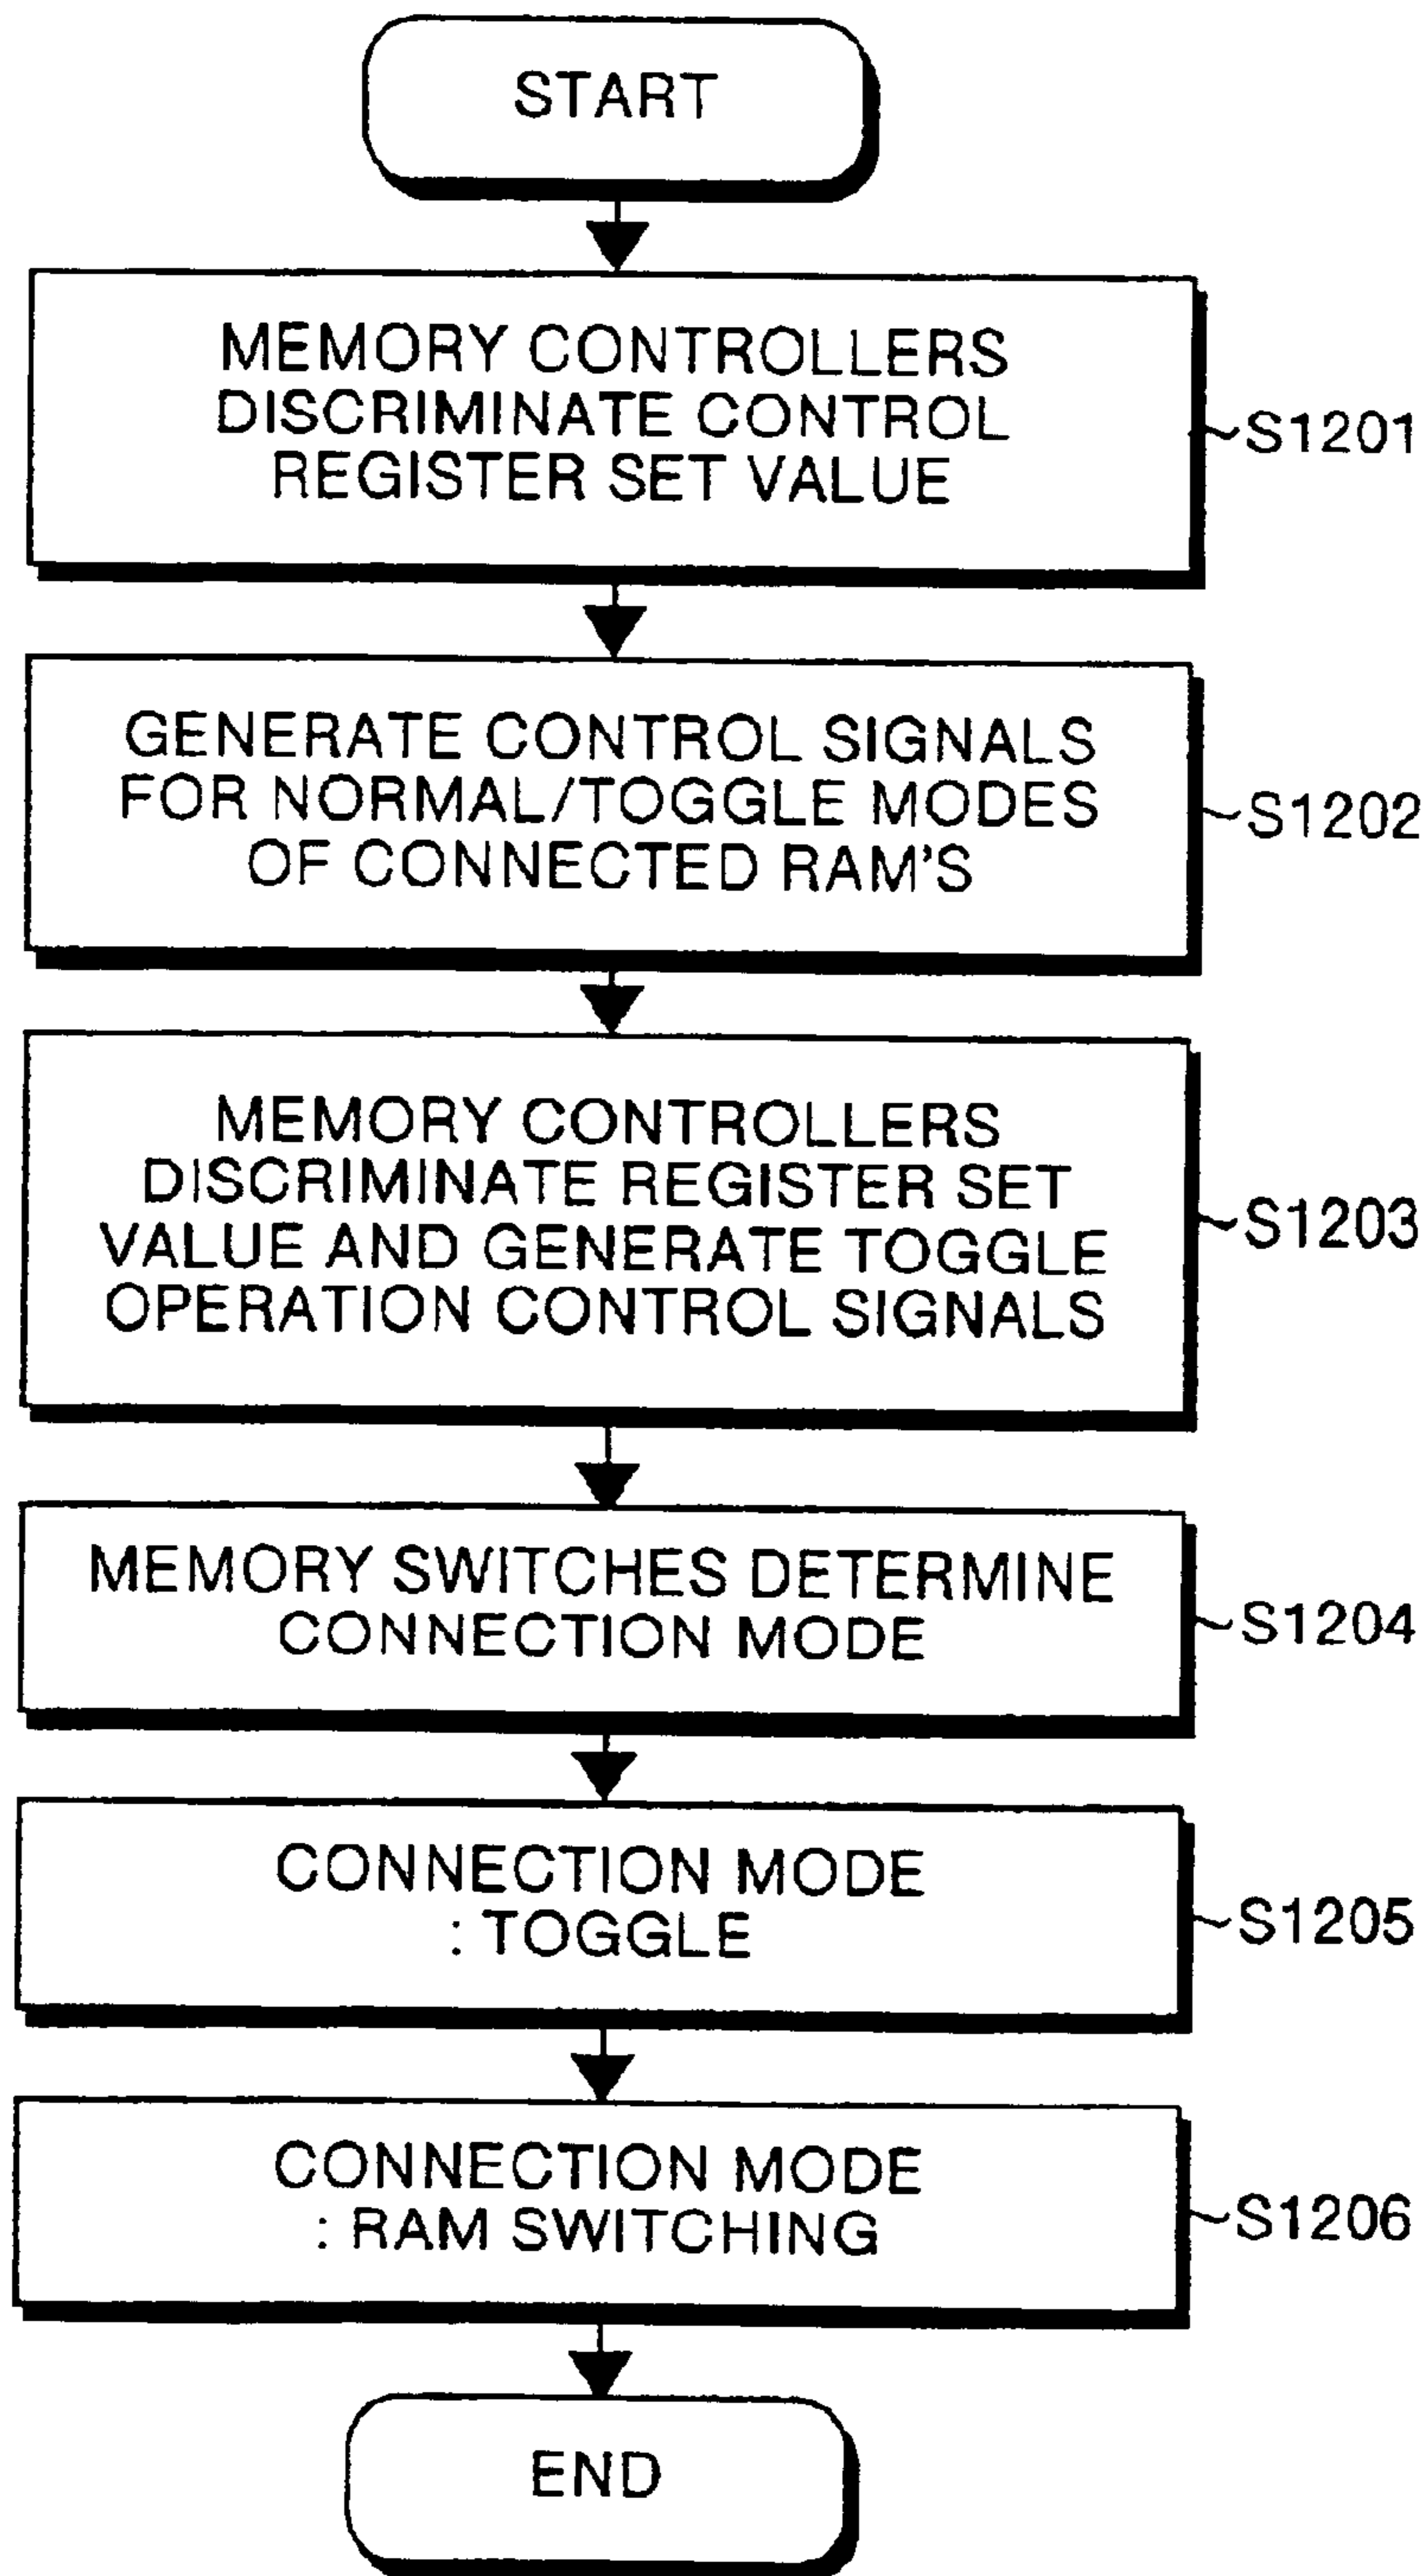 START
MEMORY CONTROLLERS
DISCRIMINATE CONTROL
REGISTER SET VALUE
S1201
GENERATE CONTROL SIGNALS
FOR NORMAL/TOGGLE MODES
OF CONNECTED RAM'S
S1202
MEMORY CONTROLLERS
DISCRIMINATE REGISTER SET
VALUE AND GENERATE TOGGLE
OPERATION CONTROL SIGNALS
S1203
MEMORY SWITCHES DETERMINE
CONNECTION MODE
S1204
CONNECTION MODE
: TOGGLE
S1205
CONNECTION MODE
: RAM SWITCHING
S1206
END